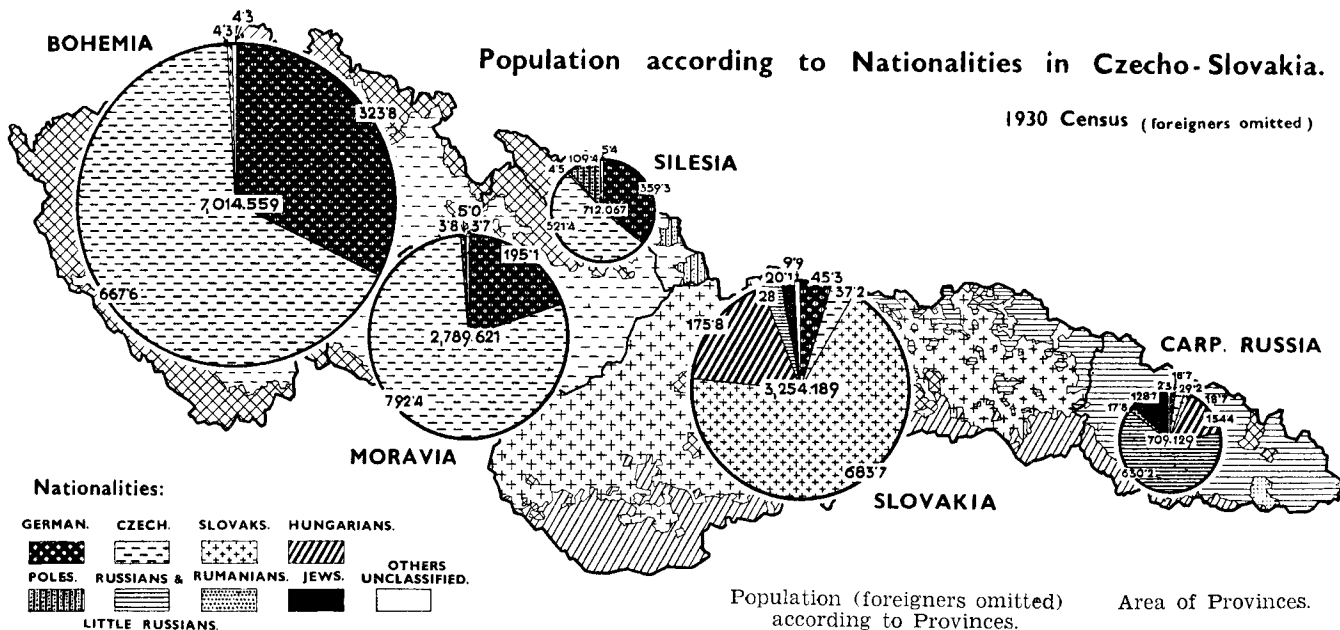 Population according to Nationalities in Czecho-Slovakia.
1930 Census (foreigners omitted)
BOHEMIA
4·3 4·3
323·8
7,014.559
667·6
SILESIA
4·5 109·4 5·4
359·3
712.067
521·4
MORAVIA
5·0
3·8 3·7
195·1
2,789.621
792·4
SLOVAKIA
9·9
20·1 45·3
28 37·2
175·8
3,254.189
683·7
CARP. RUSSIA
16·7
2·3 29·2
128·7 18·7
17·8 154·4
709.129
630·2
Nationalities:
GERMAN. CZECH. SLOVAKS. HUNGARIANS.
POLES. RUSSIANS & RUMANIANS. JEWS. OTHERS UNCLASSIFIED.
LITTLE RUSSIANS.
Population (foreigners omitted)
according to Provinces.
Area of Provinces.